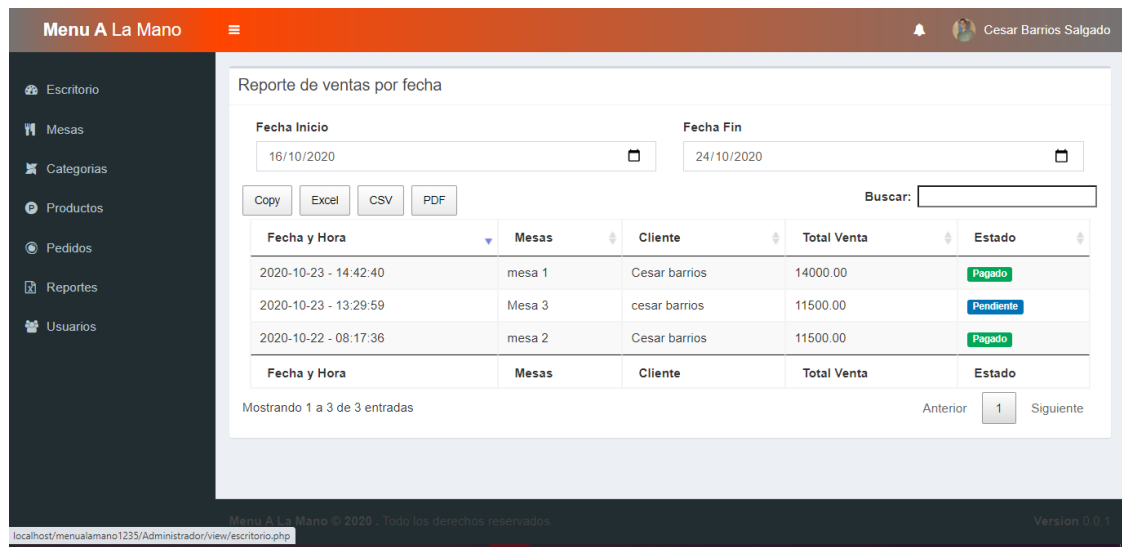 Menu A La Mano
Cesar Barrios Salgado
Escritorio
Mesas
Categorias
Productos
Pedidos
Reportes
Usuarios
Reporte de ventas por fecha
Fecha Inicio Fecha Fin
16/10/2020 24/10/2020
Copy Excel CSV PDF Buscar:
Fecha y Hora Mesas Cliente Total Venta Estado
2020-10-23 - 14:42:40 mesa 1 Cesar barrios 14000.00 Pagado
2020-10-23 - 13:29:59 Mesa 3 cesar barrios 11500.00 Pendiente
2020-10-22 - 08:17:36 mesa 2 Cesar barrios 11500.00 Pagado
Fecha y Hora Mesas Cliente Total Venta Estado
Mostrando 1 a 3 de 3 entradas Anterior 1 Siguiente
Menu A La Mano © 2020 . Todo los derechos reservados Version 0.0.1
localhost/menualamano1235/Administrador/view/escritorio.php